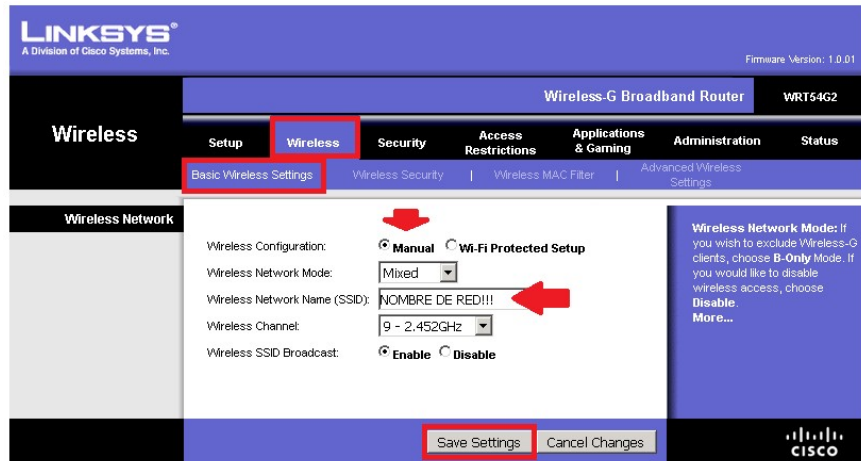 LINKSYS®
A Division of Cisco Systems, Inc.
Firmware Version: 1.0.01
Wireless-G Broadband Router WRT54G2
Wireless
Setup Wireless Security Access Restrictions Applications & Gaming Administration Status
Basic Wireless Settings Wireless Security | Wireless MAC Filter | Advanced Wireless Settings
Wireless Network
Wireless Configuration: Manual Wi-Fi Protected Setup
Wireless Network Mode: Mixed
Wireless Network Name (SSID): NOMBRE DE RED!!!
Wireless Channel: 9 - 2.452GHz
Wireless SSID Broadcast: Enable Disable
Wireless Network Mode: If
you wish to exclude Wireless-G
clients, choose B-Only Mode. If
you would like to disable
wireless access, choose
Disable.
More...
Save Settings Cancel Changes
CISCO